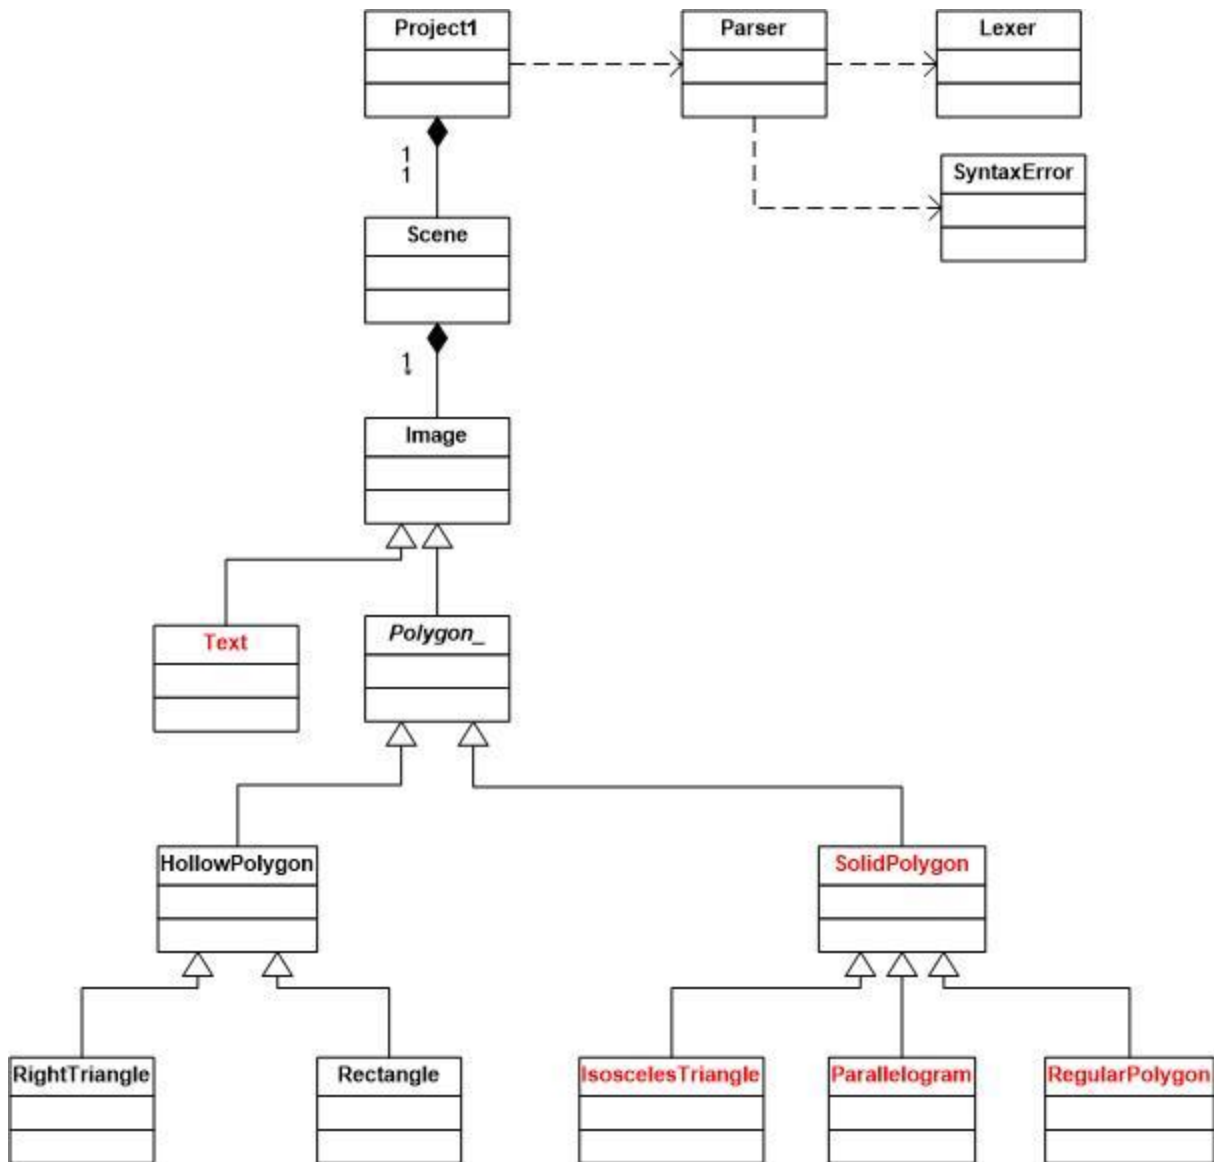 Project1
Parser
Lexer
SyntaxError
1
1
Scene
1
*
Image
Text
Polygon_
HollowPolygon
SolidPolygon
RightTriangle
Rectangle
IsoscelesTriangle
Parallelogram
RegularPolygon